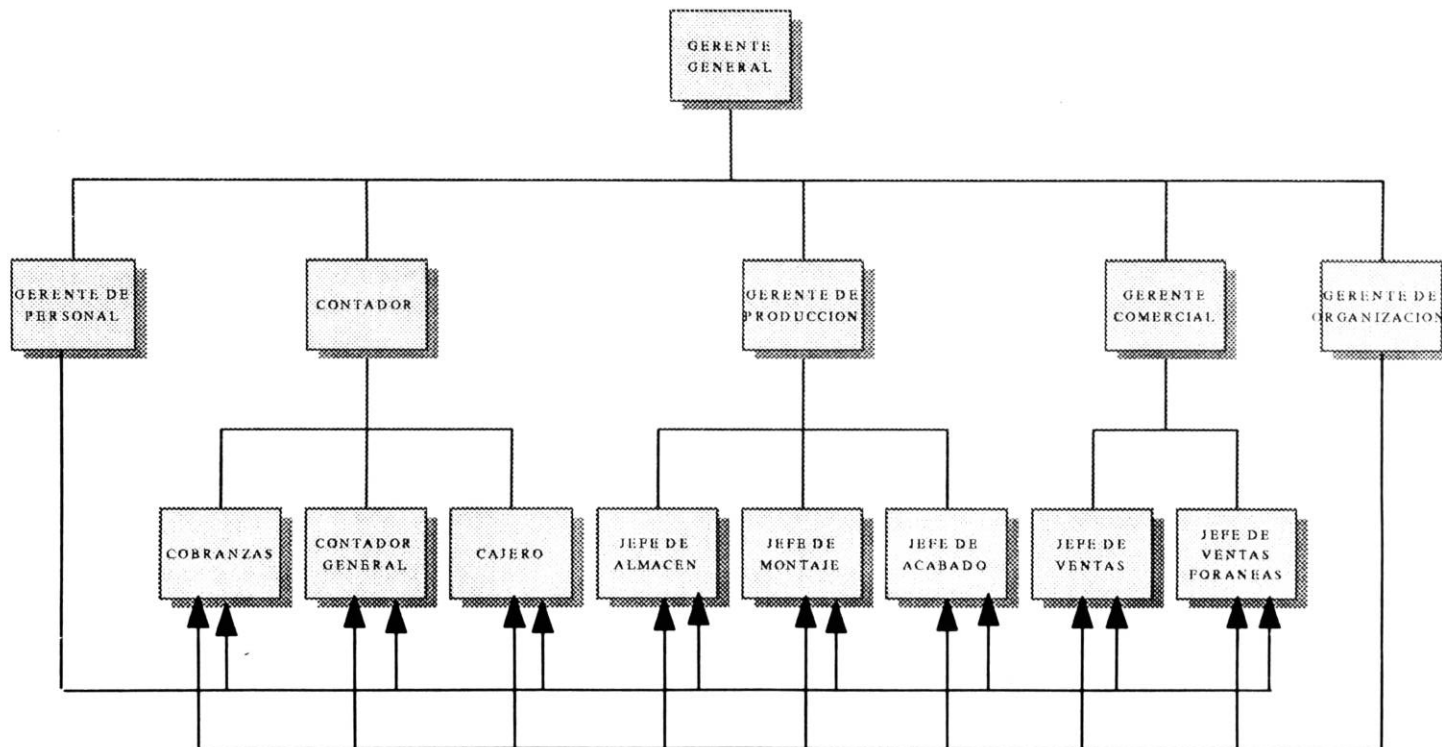 GERENTE
GENERAL
GERENTE DE
PERSONAL
CONTADOR
GERENTE DE
PRODUCCION
GERENTE
COMERCIAL
GERENTE DE
ORGANIZACION
COBRANZAS
CONTADOR
GENERAL
CAJERO
JEFE DE
ALMACEN
JEFE DE
MONTAJE
JEFE DE
ACABADO
JEFE DE
VENTAS
JEFE DE
VENTAS
FORANEAS